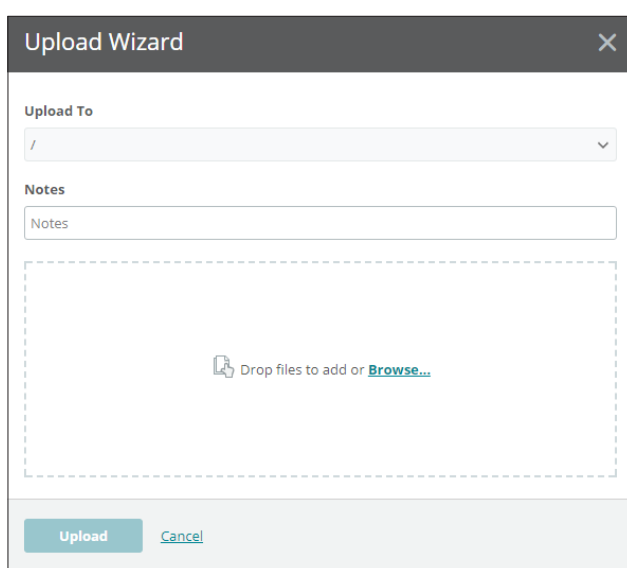 Upload Wizard
Upload To
/
Notes
Notes
Drop files to add or Browse...
Upload Cancel